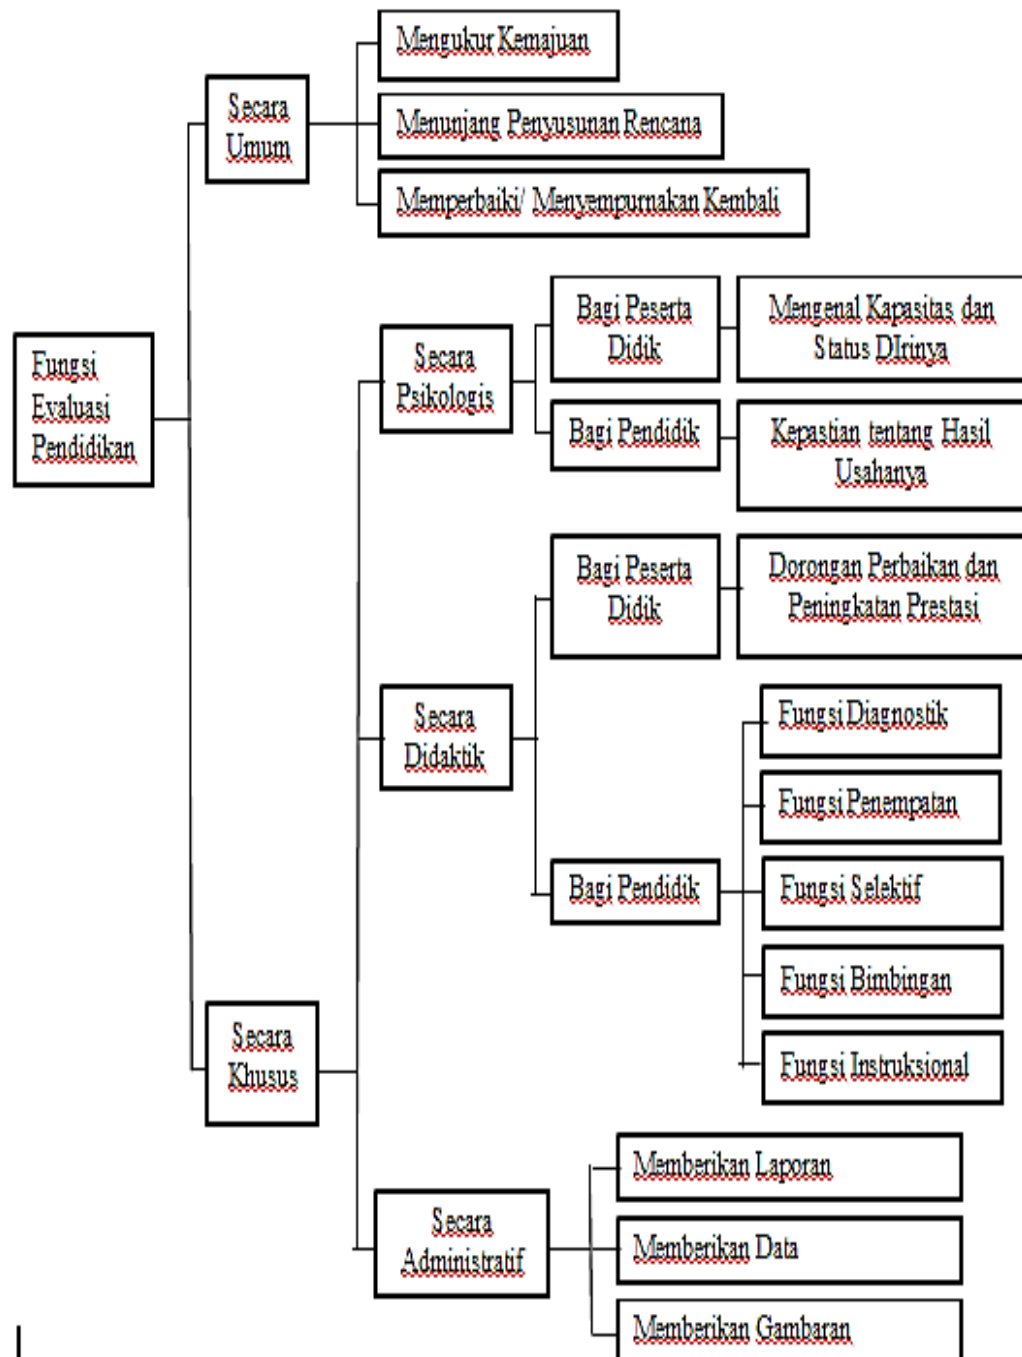 Mengukur Kemajuan
Secara
Umum
Menunjang Penyusunan Rencana
Memperbaiki/ Menyempurnakan Kembali
Fungsi
Evaluasi
Pendidikan
Secara
Psikologis
Bagi Peserta
Didik
Mengenal Kapasitas dan
Status DIrinya
Bagi Pendidik
Kepastian tentang Hasil
Usahanya
Bagi Peserta
Didik
Dorongan Perbaikan dan
Peningkatan Prestasi
Secara
Didaktik
Bagi Pendidik
Fungsi Diagnostik
Fungsi Penempatan
Fungsi Selektif
Fungsi Bimbingan
Fungsi Instruksional
Secara
Khusus
Secara
Administratif
Memberikan Laporan
Memberikan Data
Memberikan Gambaran